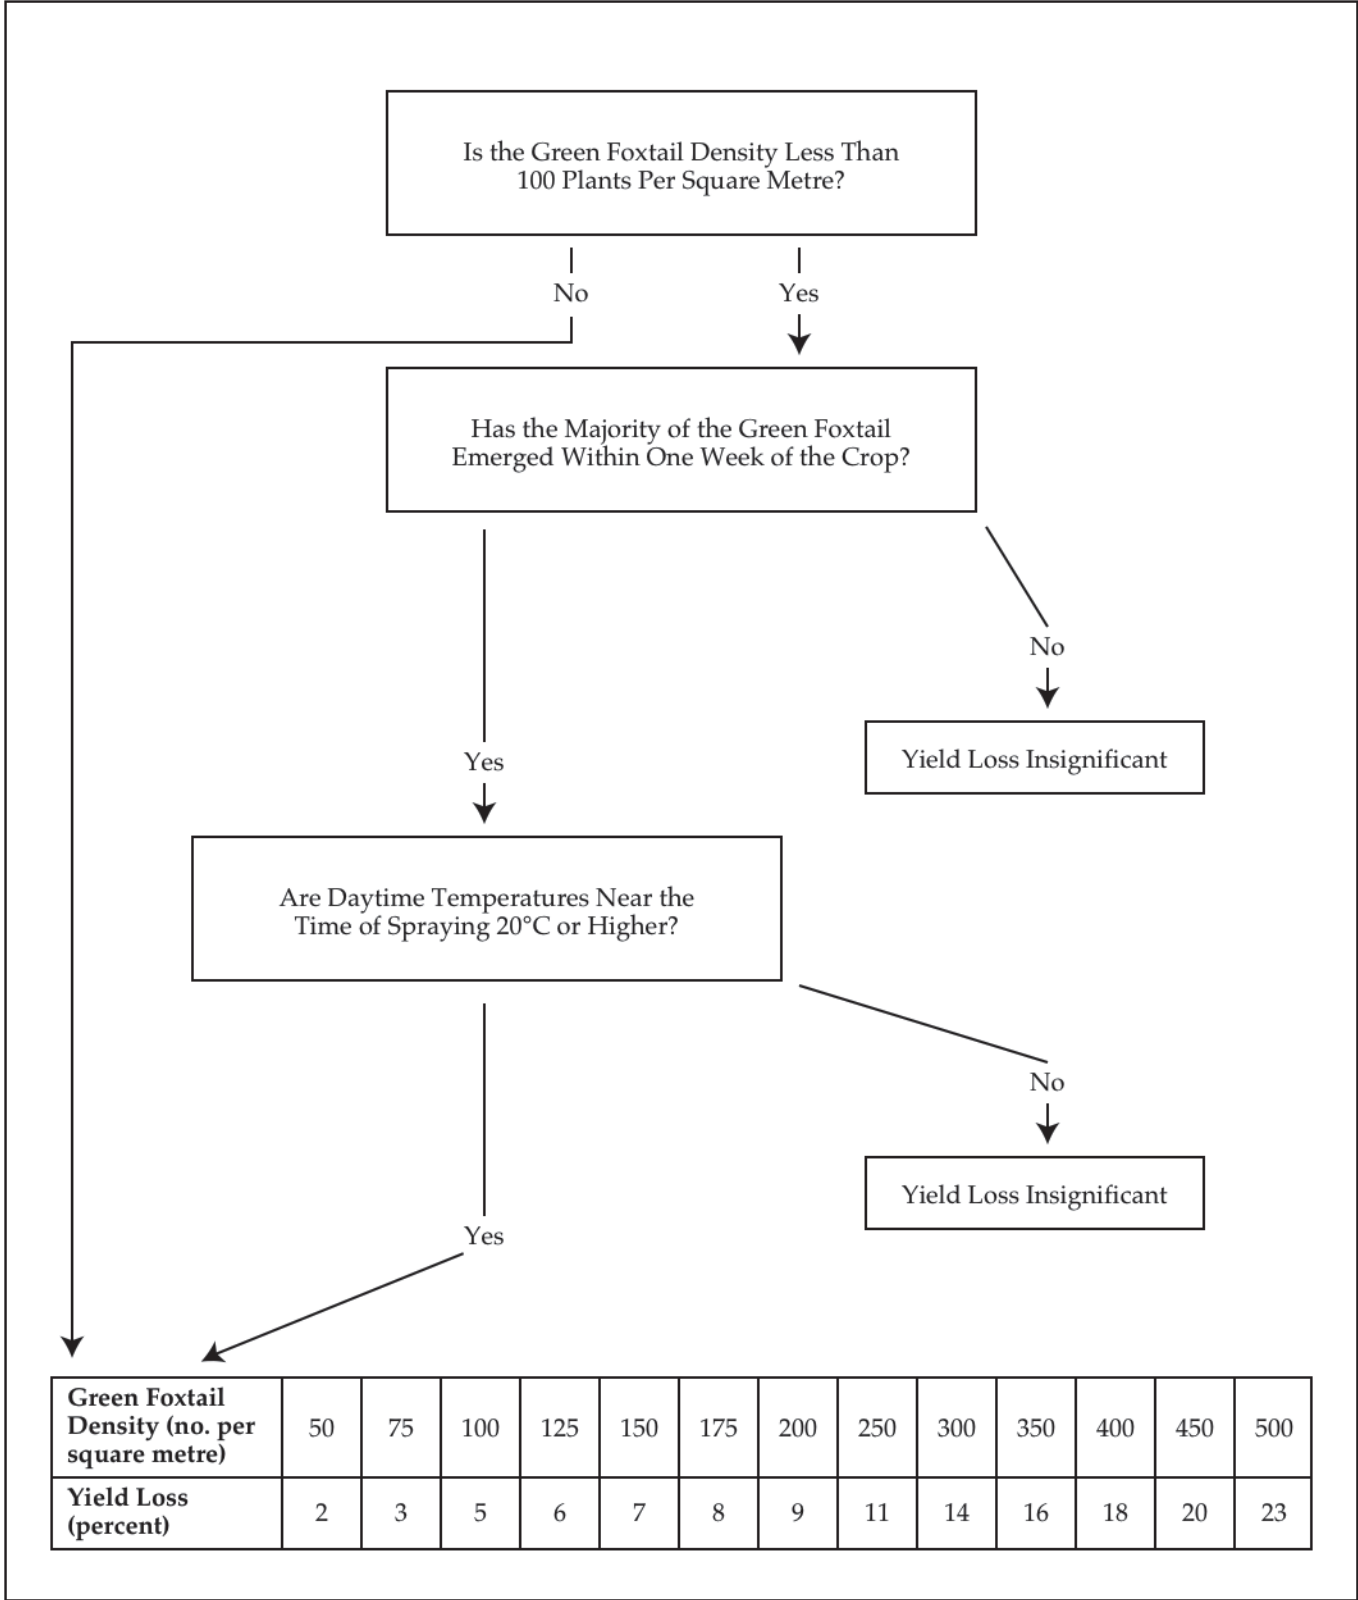 Is the Green Foxtail Density Less Than
100 Plants Per Square Metre?
No
Yes
Has the Majority of the Green Foxtail
Emerged Within One Week of the Crop?
No
Yes
Yield Loss Insignificant
Are Daytime Temperatures Near the
Time of Spraying 20°C or Higher?
No
Yes
Yield Loss Insignificant
Green Foxtail
Density (no. per
square metre)
50 75 100 125 150 175 200 250 300 350 400 450 500
Yield Loss
(percent)
2 3 5 6 7 8 9 11 14 16 18 20 23